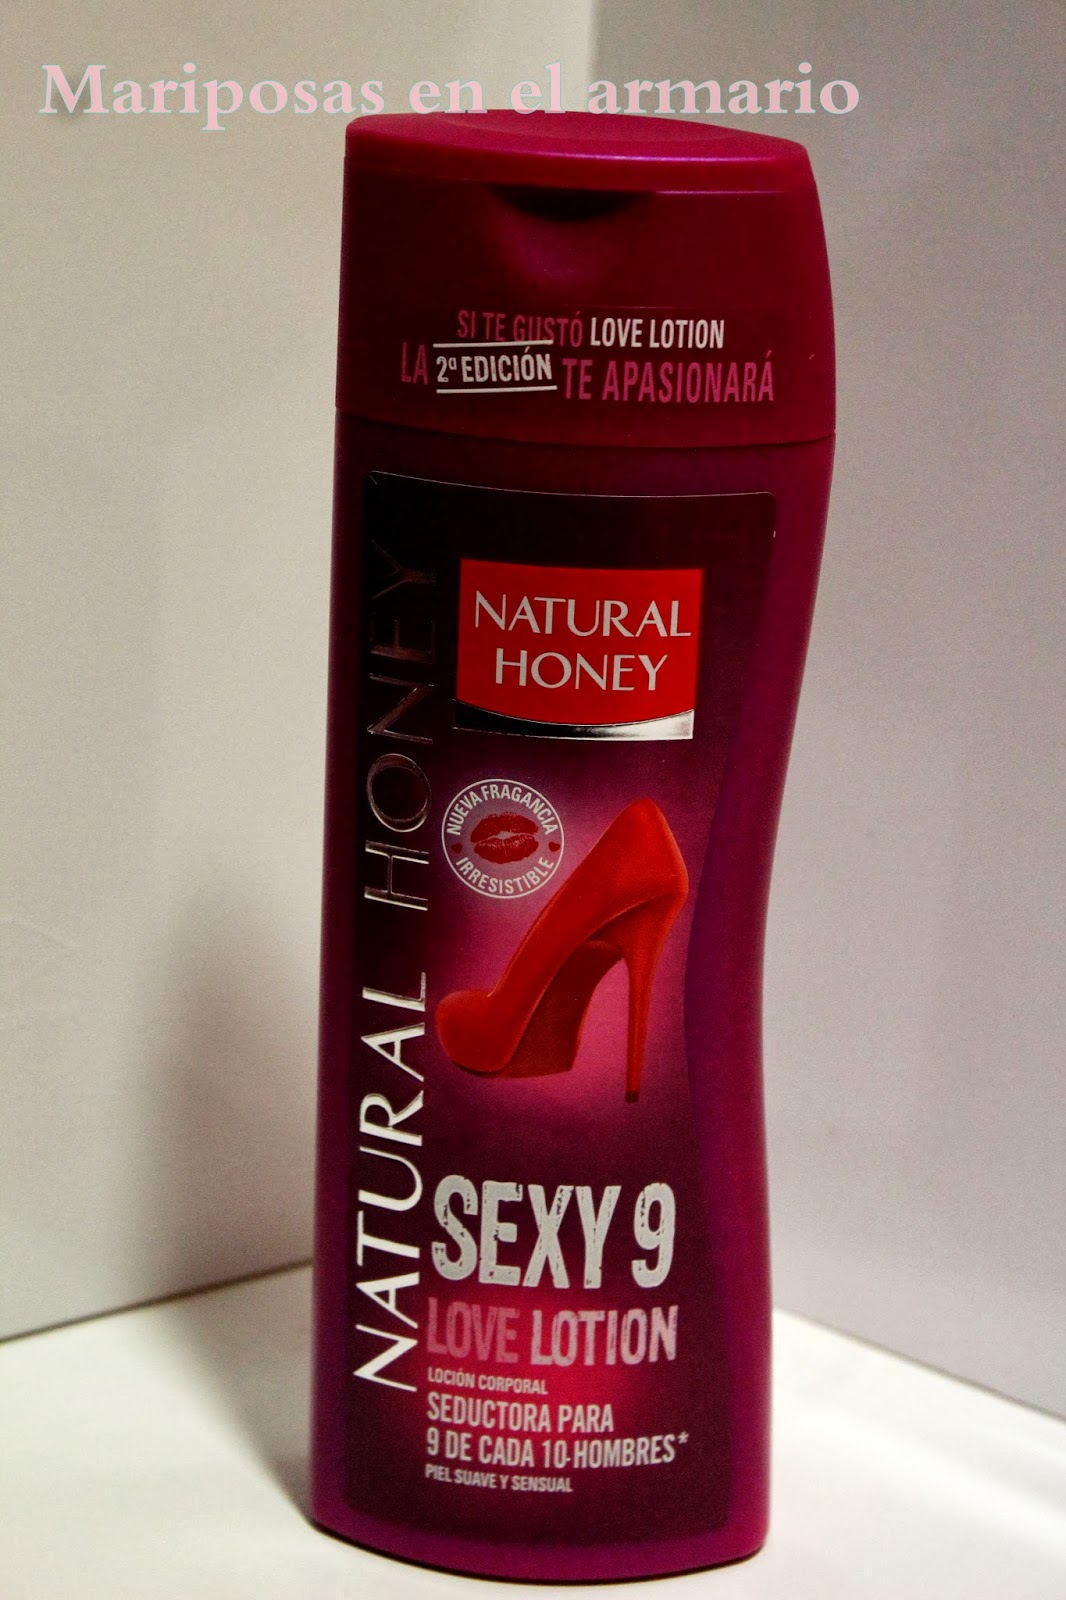 Mariposas en el armario
SI TE GUSTÓ LOVE LOTION
LA 2ª EDICIÓN TE APASIONARÁ
NATURAL HONEY
NATURAL
HONEY
NUEVA FRAGANCIA
IRRESISTIBLE
SEXY 9
LOVE LOTION
LOCIÓN CORPORAL
SEDUCTORA PARA
9 DE CADA 10 HOMBRES*
PIEL SUAVE Y SENSUAL